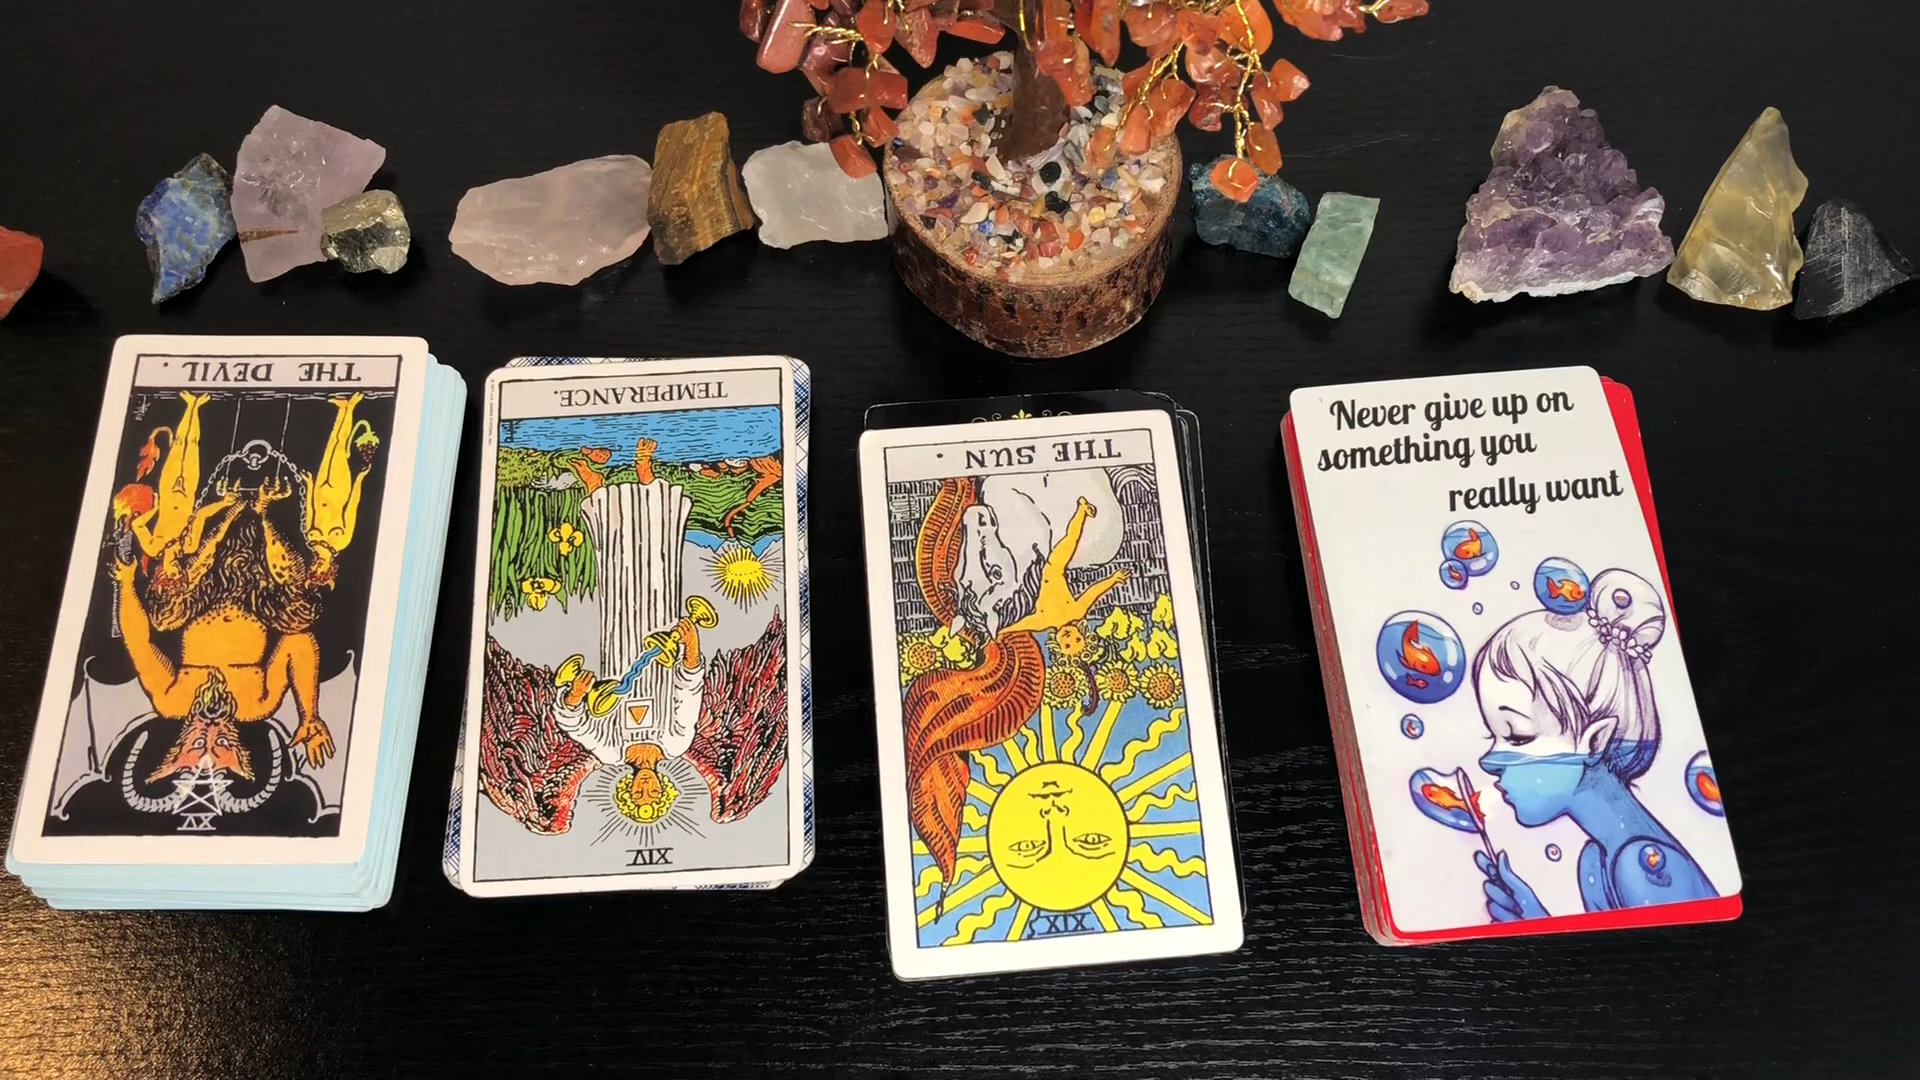 THE DEVIL.
XV
TEMPERANCE.
XIV
THE SUN.
XIX
Never give up on
something you
really want